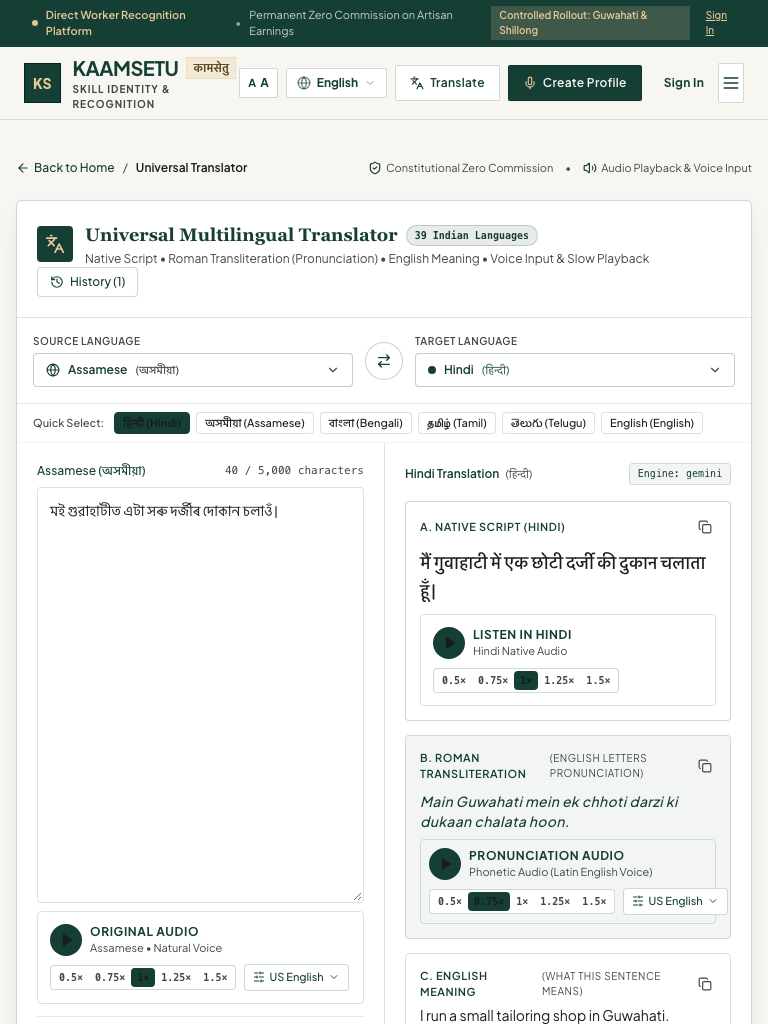 Direct Worker Recognition Platform
Permanent Zero Commission on Artisan Earnings
Controlled Rollout: Guwahati & Shillong
Sign In
KS
KAAMSETU
कामसेतु
SKILL IDENTITY & RECOGNITION
A A
English
Translate
Create Profile
Sign In
Back to Home / Universal Translator
Constitutional Zero Commission • Audio Playback & Voice Input
Universal Multilingual Translator
39 Indian Languages
Native Script • Roman Transliteration (Pronunciation) • English Meaning • Voice Input & Slow Playback
History (1)
SOURCE LANGUAGE
Assamese (অসমীয়া)
TARGET LANGUAGE
Hindi (हिन्दी)
Quick Select: हिन्दी (Hindi) অসমীয়া (Assamese) বাংলা (Bengali) தமிழ் (Tamil) తెలుగు (Telugu) English (English)
Assamese (অসমীয়া)
40 / 5,000 characters
মই গুৱাহাটীত এটা সৰু দৰ্জীৰ দোকান চলাওঁ|
ORIGINAL AUDIO
Assamese • Natural Voice
0.5× 0.75× 1× 1.25× 1.5×
US English
Hindi Translation (हिन्दी)
Engine: gemini
A. NATIVE SCRIPT (HINDI)
मैं गुवाहाटी में एक छोटी दर्जी की दुकान चलाता
हूँ|
LISTEN IN HINDI
Hindi Native Audio
0.5× 0.75× 1× 1.25× 1.5×
B. ROMAN TRANSLITERATION
(ENGLISH LETTERS PRONUNCIATION)
Main Guwahati mein ek chhoti darzi ki
dukaan chalata hoon.
PRONUNCIATION AUDIO
Phonetic Audio (Latin English Voice)
0.5× 0.75× 1× 1.25× 1.5×
US English
C. ENGLISH MEANING
(WHAT THIS SENTENCE MEANS)
I run a small tailoring shop in Guwahati.